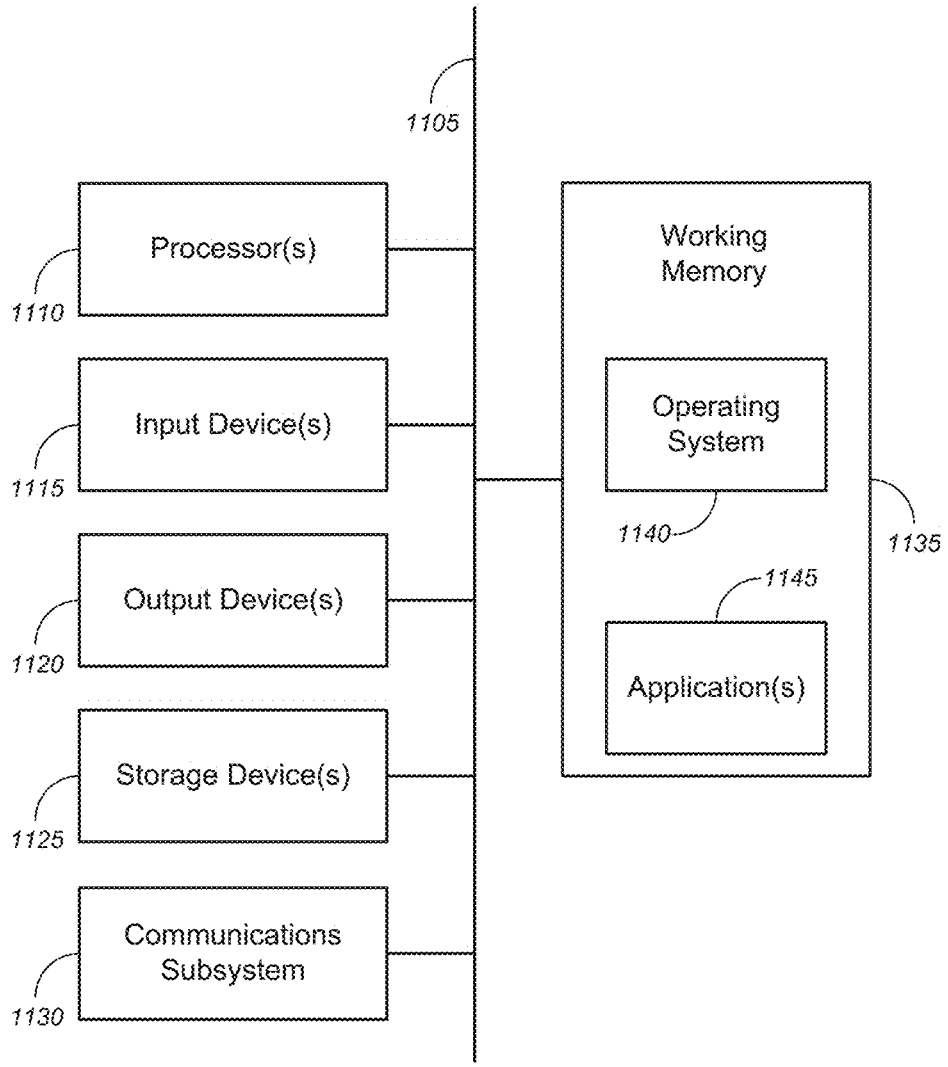 1105
Processor(s)
1110
Input Device(s)
1115
Output Device(s)
1120
Storage Device(s)
1125
Communications
Subsystem
1130
Working
Memory
Operating
System
1140
1135
1145
Application(s)